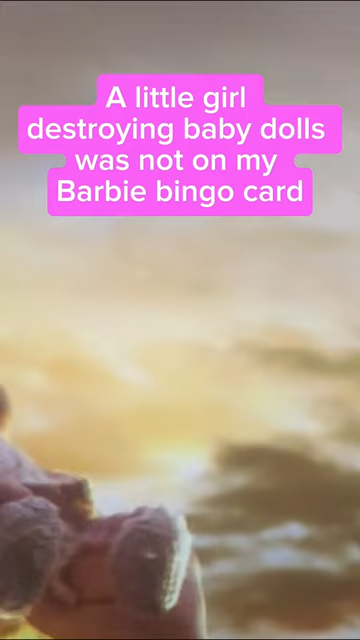 A little girl
destroying baby dolls
was not on my
Barbie bingo card